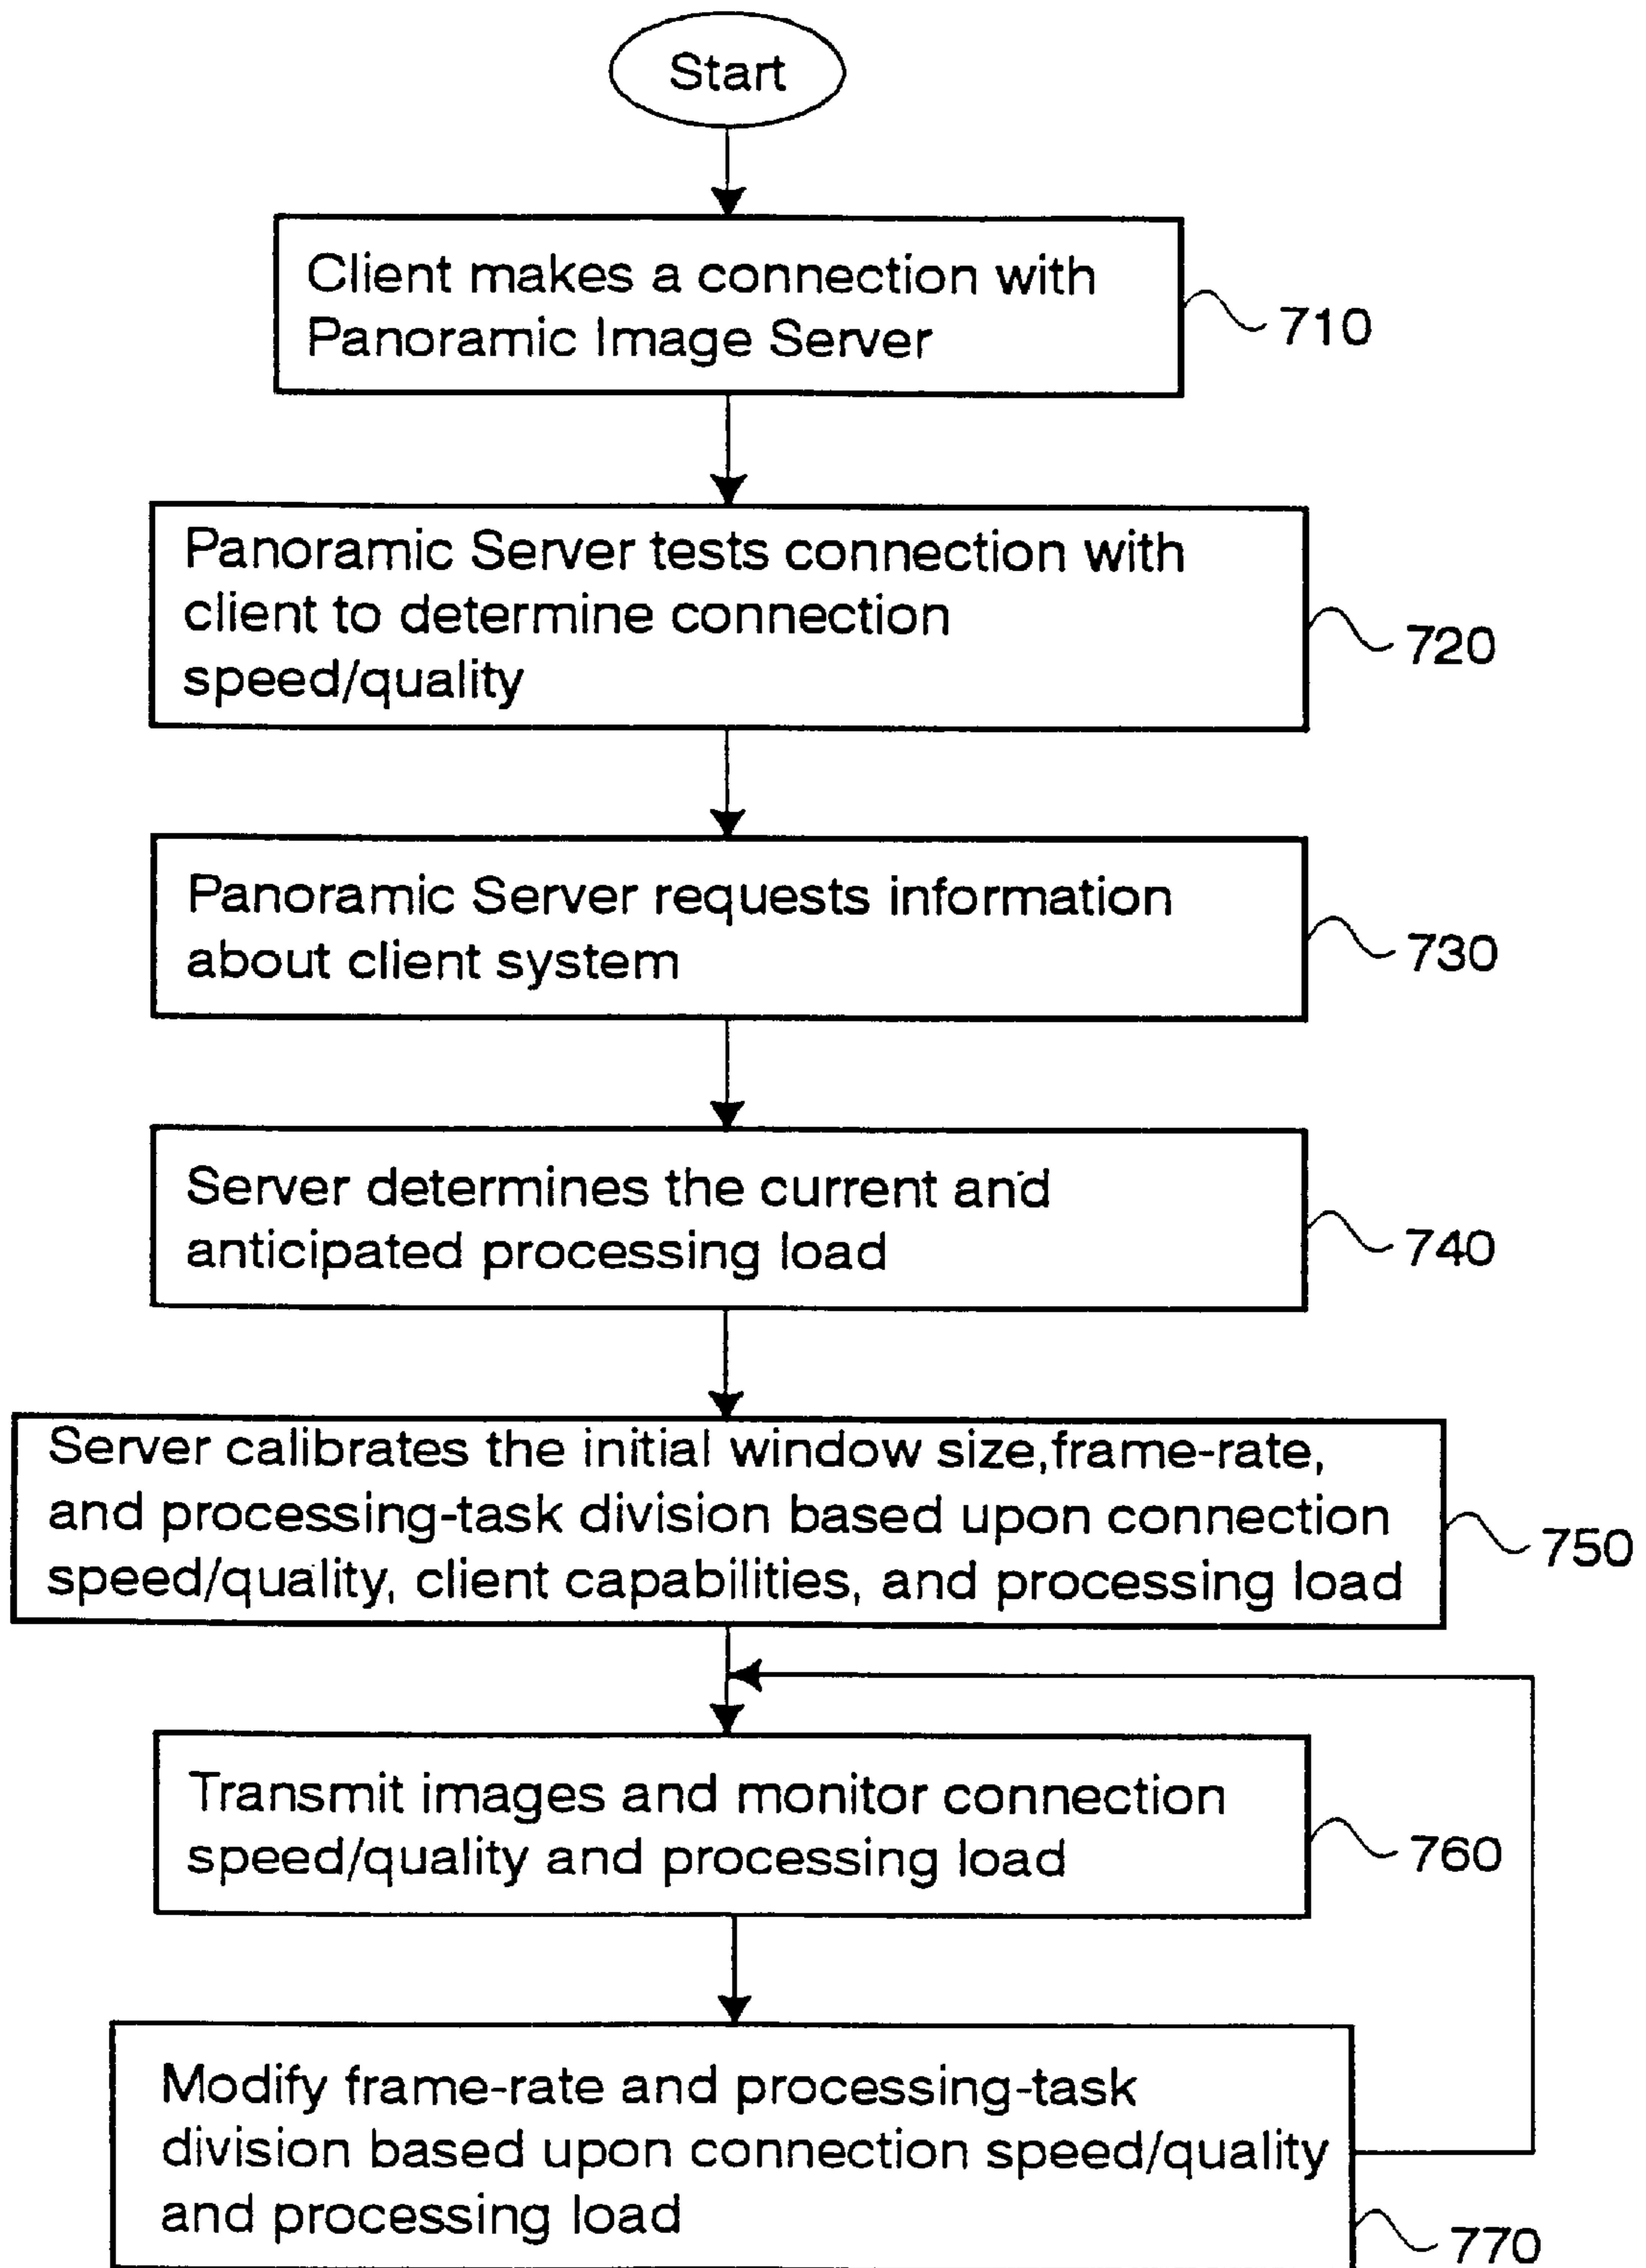 Start
Client makes a connection with
Panoramic Image Server
710
Panoramic Server tests connection with
client to determine connection
speed/quality
720
Panoramic Server requests information
about client system
730
Server determines the current and
anticipated processing load
740
Server calibrates the initial window size,frame-rate,
and processing-task division based upon connection
speed/quality, client capabilities, and processing load
750
Transmit images and monitor connection
speed/quality and processing load
760
Modify frame-rate and processing-task
division based upon connection speed/quality
and processing load
770